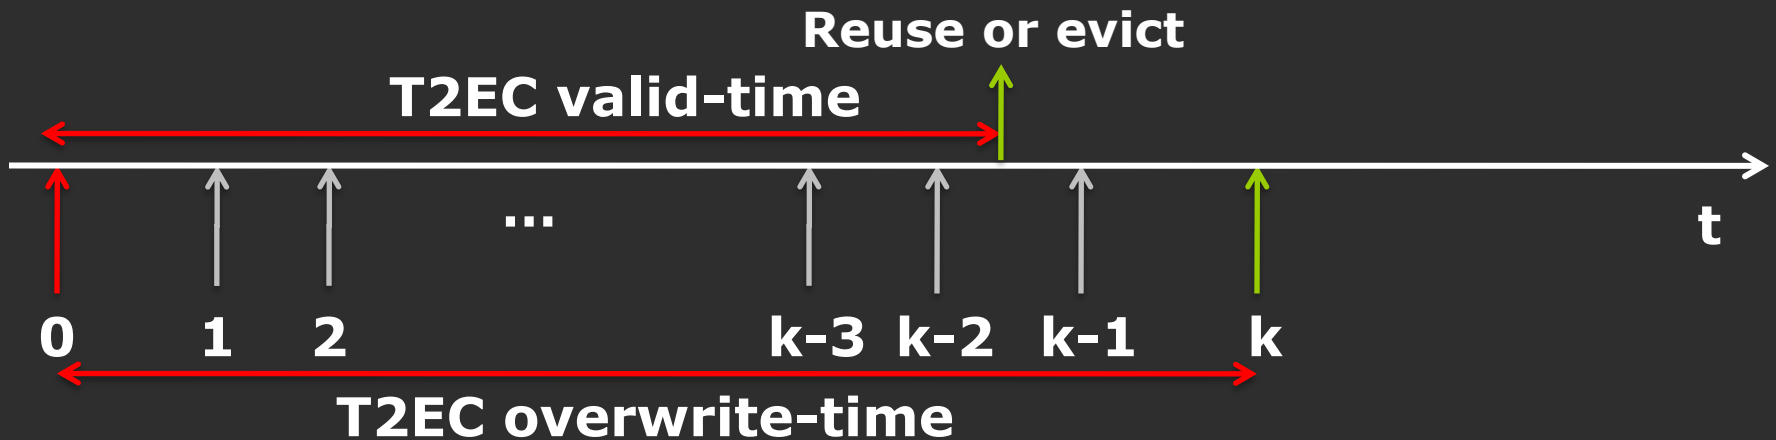 Reuse or evict
T2EC valid-time
...
t
0 1 2 k-3 k-2 k-1 k
T2EC overwrite-time